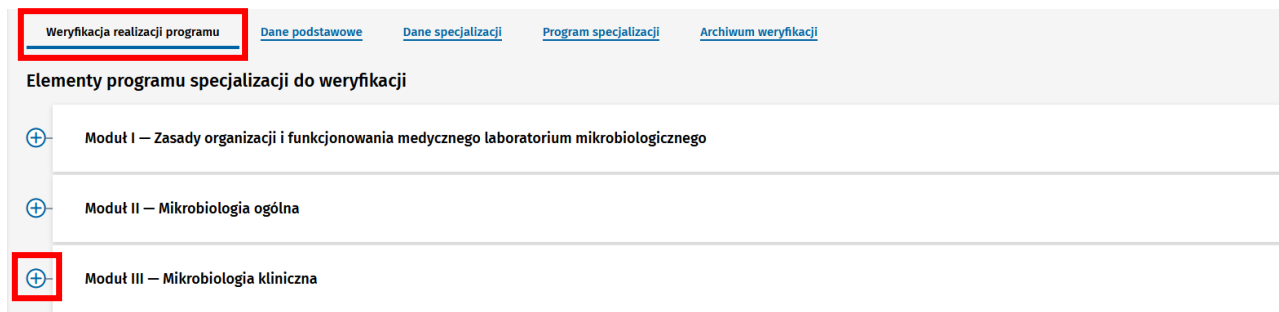 Weryfikacja realizacji programu Dane podstawowe Dane specjalizacji Program specjalizacji Archiwum weryfikacji
Elementy programu specjalizacji do weryfikacji
Moduł I — Zasady organizacji i funkcjonowania medycznego laboratorium mikrobiologicznego
Moduł II — Mikrobiologia ogólna
Moduł III — Mikrobiologia kliniczna